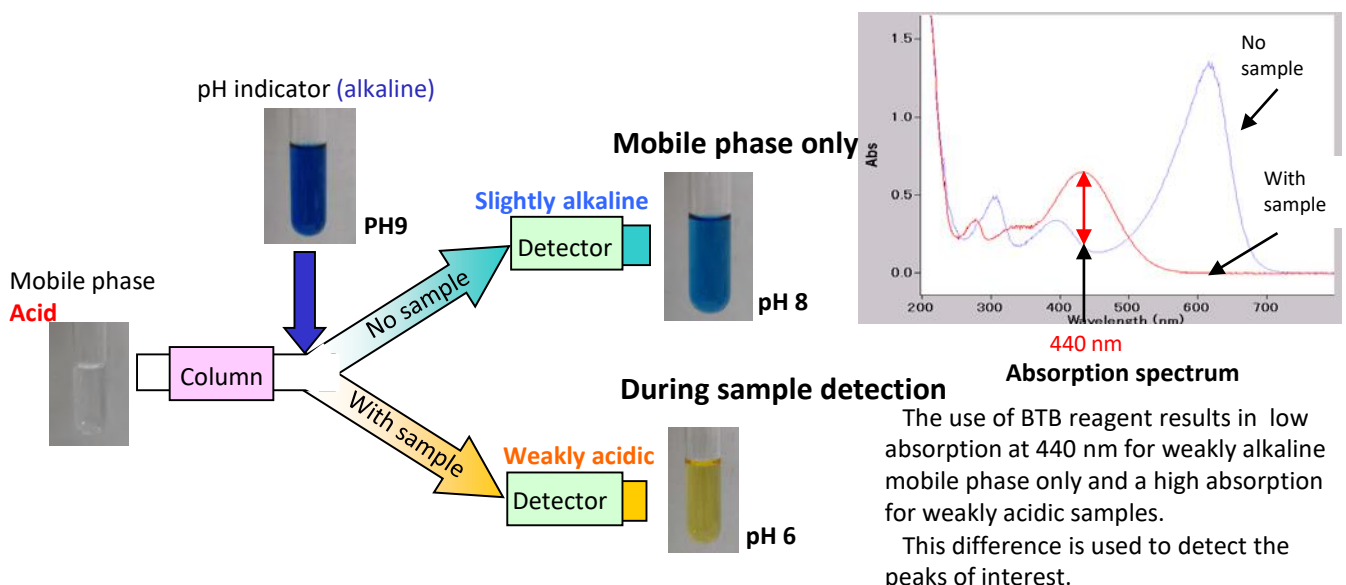 pH indicator (alkaline)
PH9
Mobile phase
Acid
Column
No sample
With sample
Slightly alkaline
Detector
Mobile phase only
pH 8
During sample detection
Weakly acidic
Detector
pH 6
Abs
1.5
1.0
0.5
0.0
200 300 400 500 600 700
Wavelength (nm)
No
sample
With
sample
440 nm
Absorption spectrum
The use of BTB reagent results in low
absorption at 440 nm for weakly alkaline
mobile phase only and a high absorption
for weakly acidic samples.
This difference is used to detect the
peaks of interest.